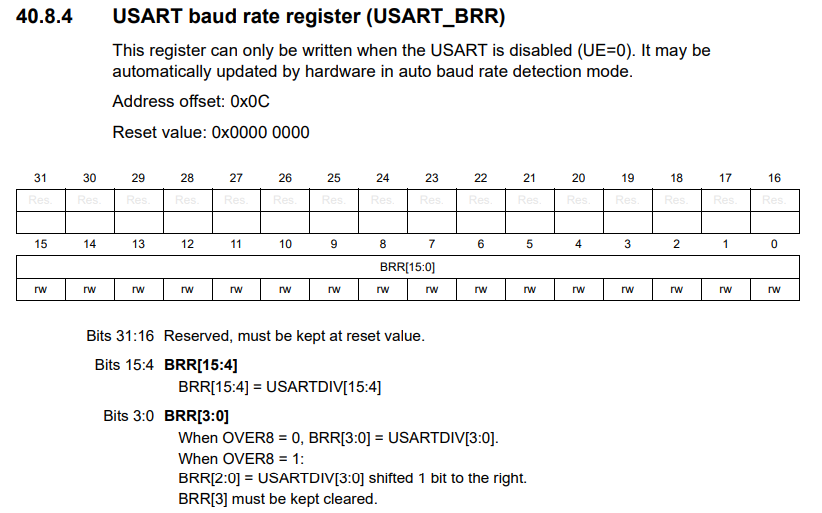 40.8.4 USART baud rate register (USART_BRR)
This register can only be written when the USART is disabled (UE=0). It may be
automatically updated by hardware in auto baud rate detection mode.
Address offset: 0x0C
Reset value: 0x0000 0000
31 30 29 28 27 26 25 24 23 22 21 20 19 18 17 16
Res. Res. Res. Res. Res. Res. Res. Res. Res. Res. Res. Res. Res. Res. Res. Res.
15 14 13 12 11 10 9 8 7 6 5 4 3 2 1 0
BRR[15:0]
rw rw rw rw rw rw rw rw rw rw rw rw rw rw rw rw
Bits 31:16 Reserved, must be kept at reset value.
Bits 15:4 BRR[15:4]
BRR[15:4] = USARTDIV[15:4]
Bits 3:0 BRR[3:0]
When OVER8 = 0, BRR[3:0] = USARTDIV[3:0].
When OVER8 = 1:
BRR[2:0] = USARTDIV[3:0] shifted 1 bit to the right.
BRR[3] must be kept cleared.